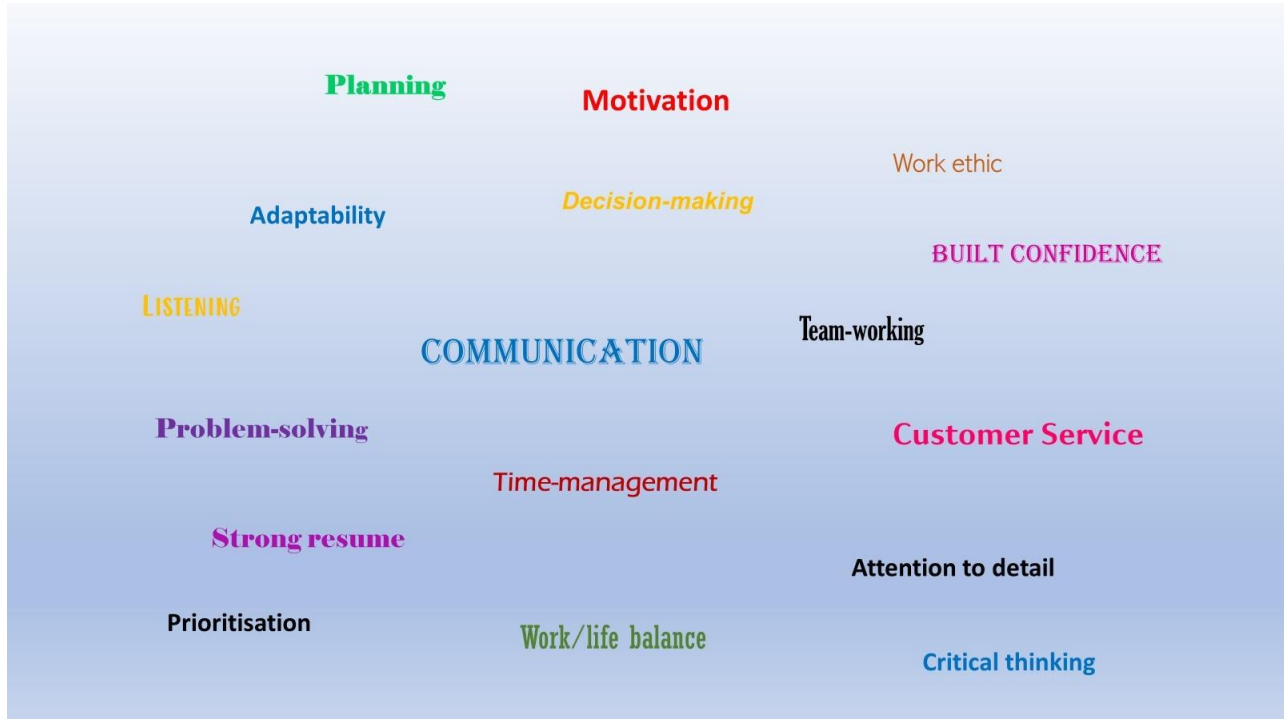 Planning
Motivation
Work ethic
Decision-making
Adaptability
BUILT CONFIDENCE
LISTENING
Team-working
COMMUNICATION
Problem-solving
Customer Service
Time-management
Strong resume
Attention to detail
Prioritisation
Work/life balance
Critical thinking